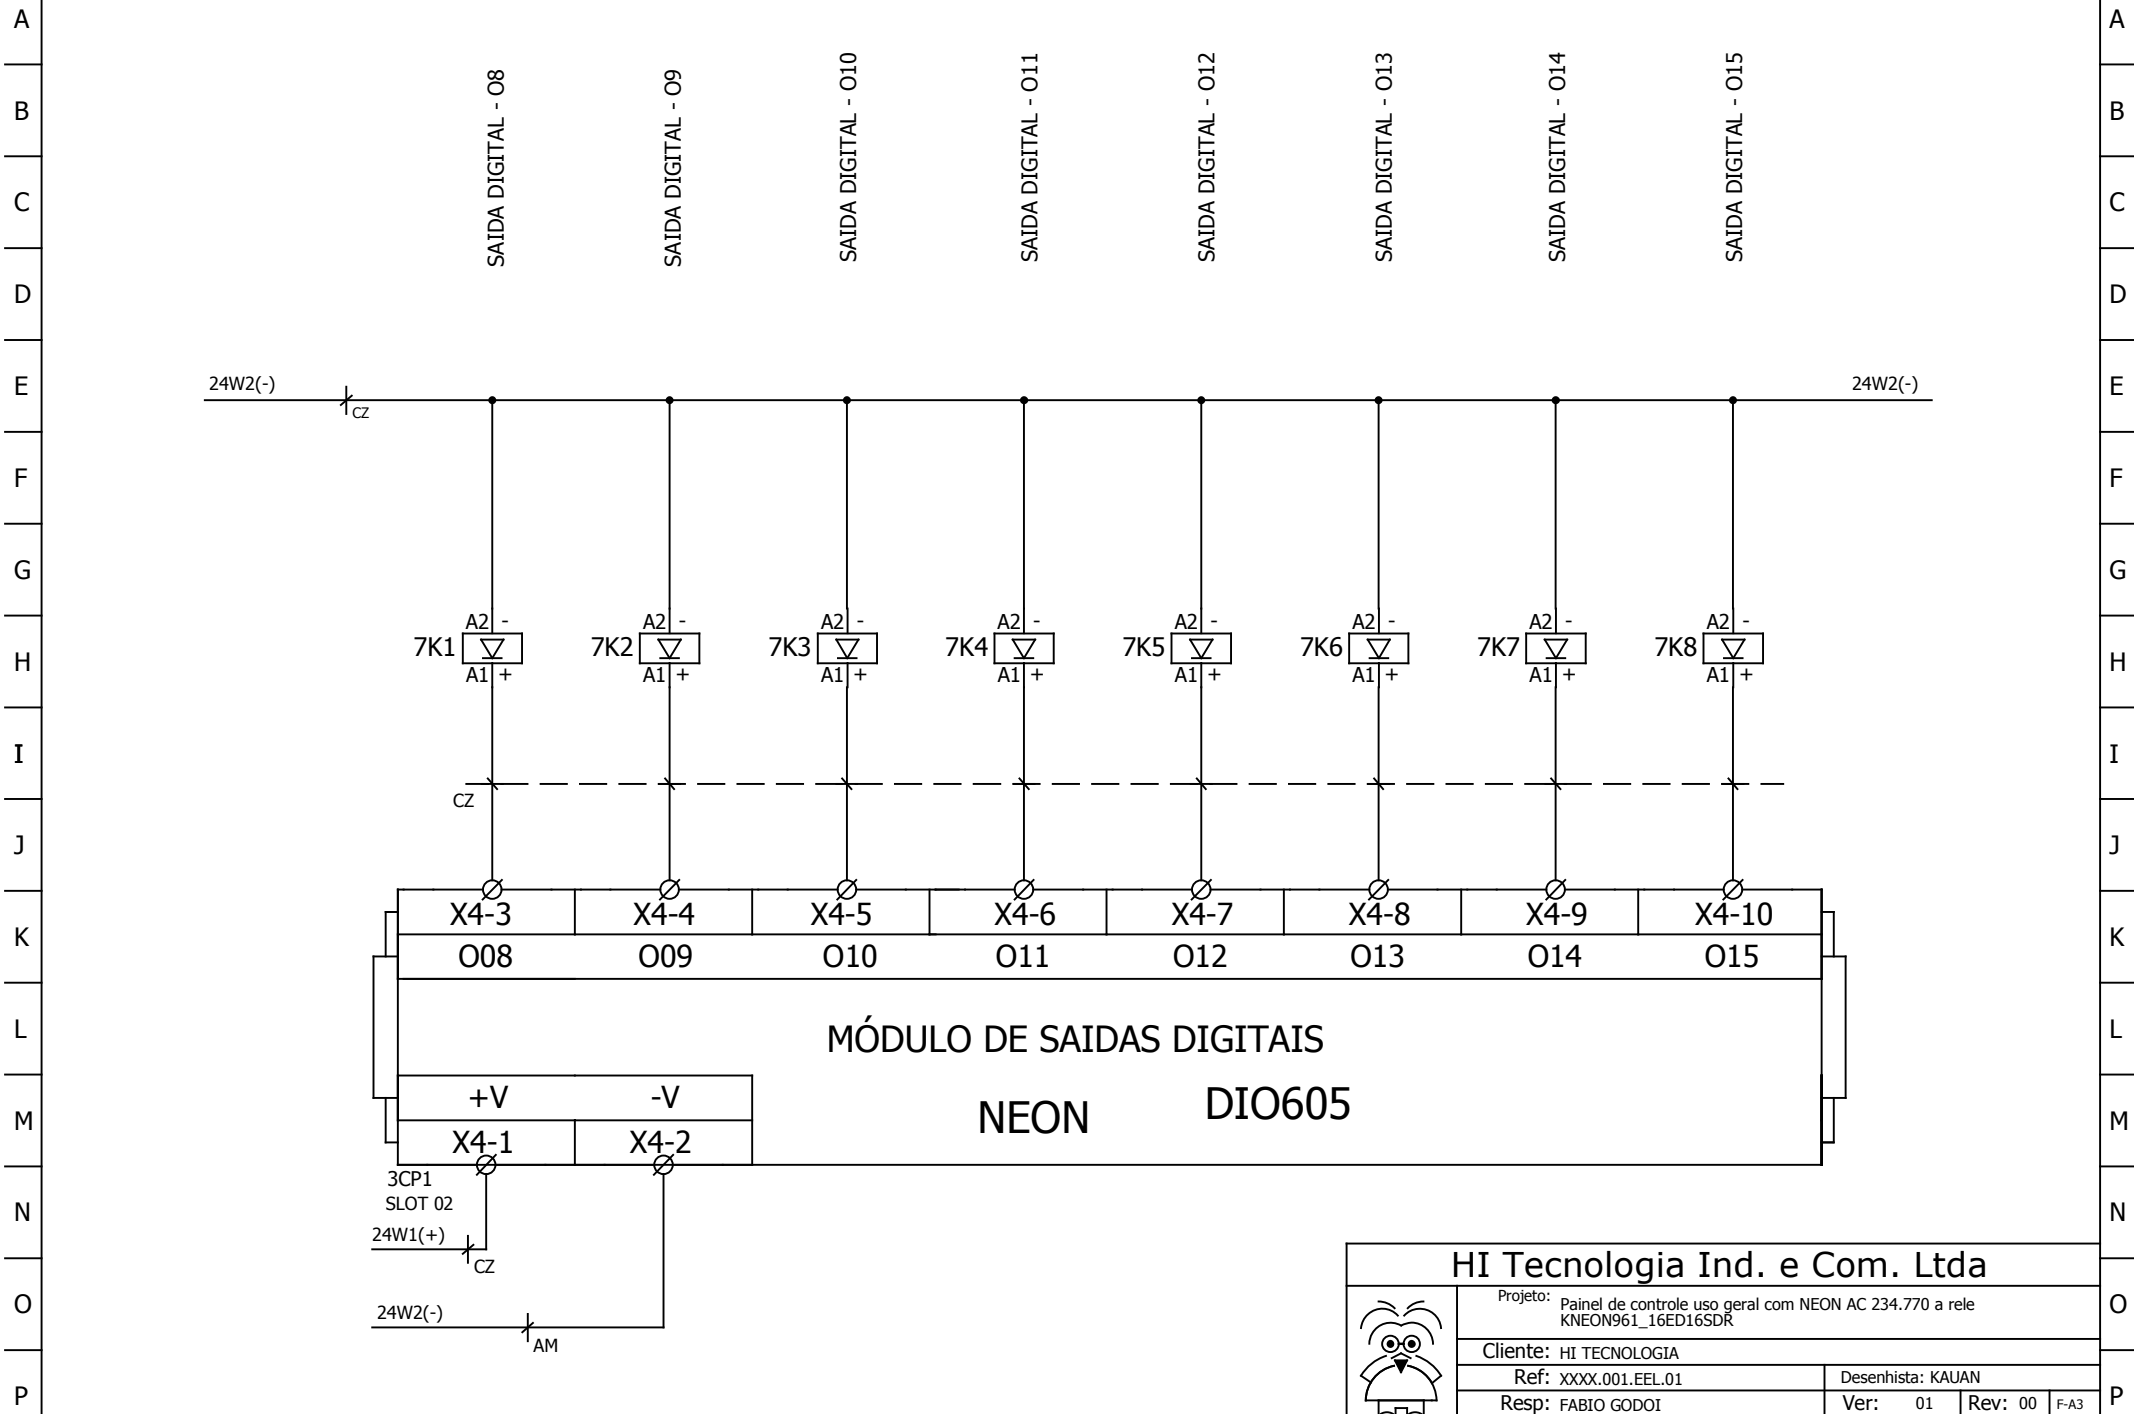 A A
SAIDA DIGITAL - O8
SAIDA DIGITAL - O9
SAIDA DIGITAL - O10
SAIDA DIGITAL - O11
SAIDA DIGITAL - O12
SAIDA DIGITAL - O13
SAIDA DIGITAL - O14
SAIDA DIGITAL - O15
B B
C C
D D
E 24W2(-) CZ 24W2(-) E
F F
G G
A2 - A2 - A2 - A2 - A2 - A2 - A2 - A2 -
H 7K1 7K2 7K3 7K4 7K5 7K6 7K7 7K8 H
A1 + A1 + A1 + A1 + A1 + A1 + A1 + A1 +
I I
CZ
J J
X4-3 X4-4 X4-5 X4-6 X4-7 X4-8 X4-9 X4-10
K K
O08 O09 O10 O11 O12 O13 O14 O15
L MÓDULO DE SAIDAS DIGITAIS L
+V -V
M NEON DIO605 M
X4-1 X4-2
3CP1
SLOT 02
N N
24W1(+)
CZ
HI Tecnologia Ind. e Com. Ltda
O O
Projeto: Painel de controle uso geral com NEON AC 234.770 a rele
KNEON961_16ED16SDR
24W2(-)
AM
Cliente: HI TECNOLOGIA
Ref: XXXX.001.EEL.01 Desenhista: KAUAN
P P
Resp: FABIO GODOI Ver: 01 Rev: 00 F-A3